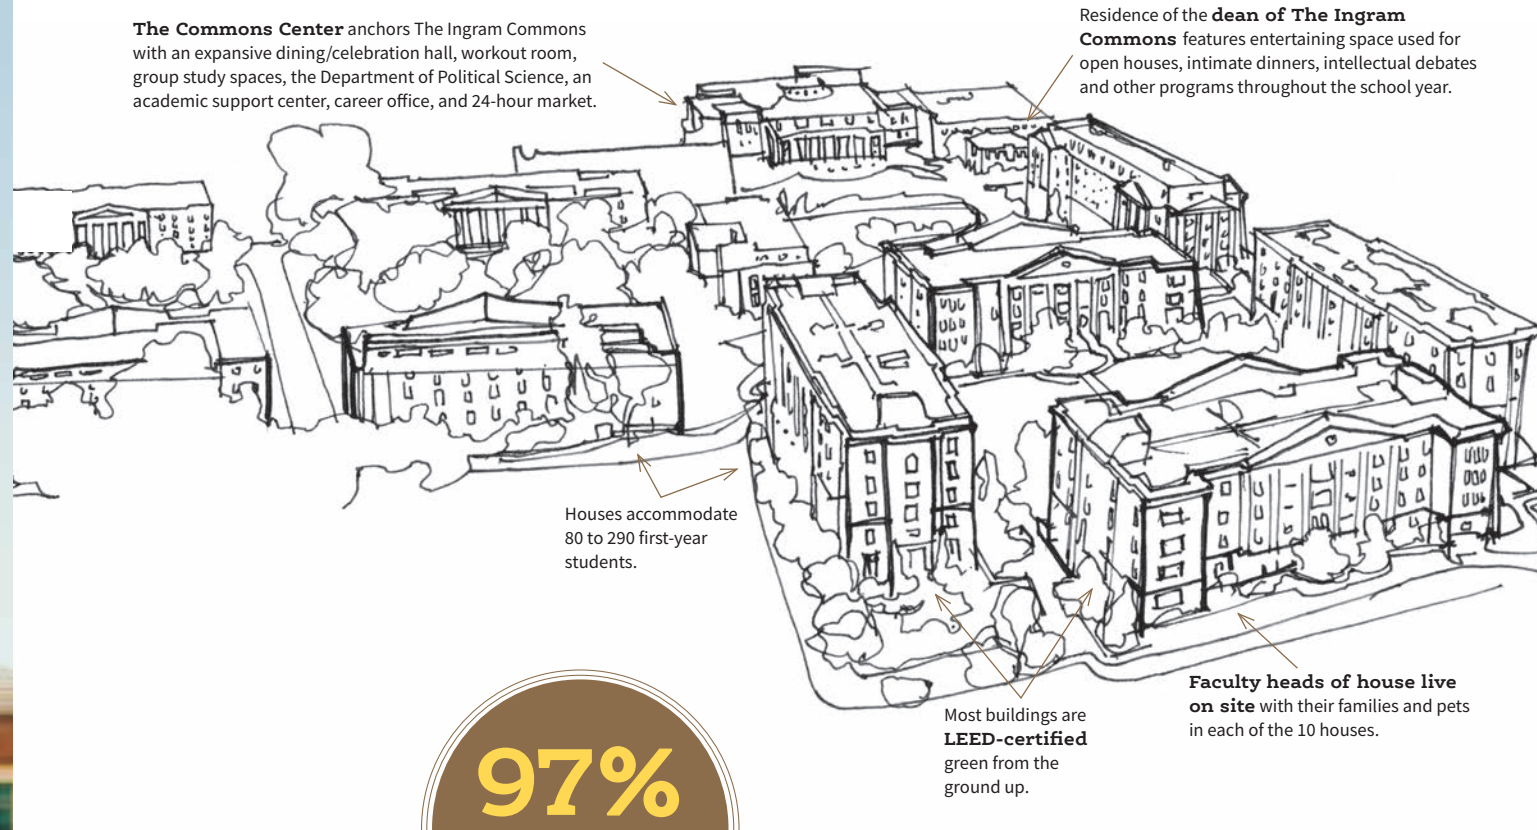 The Commons Center anchors The Ingram Commons
with an expansive dining/celebration hall, workout room,
group study spaces, the Department of Political Science, an
academic support center, career office, and 24-hour market.
Residence of the dean of The Ingram
Commons features entertaining space used for
open houses, intimate dinners, intellectual debates
and other programs throughout the school year.
Houses accommodate
80 to 290 first-year
students.
Most buildings are
LEED-certified
green from the
ground up.
Faculty heads of house live
on site with their families and pets
in each of the 10 houses.
97%